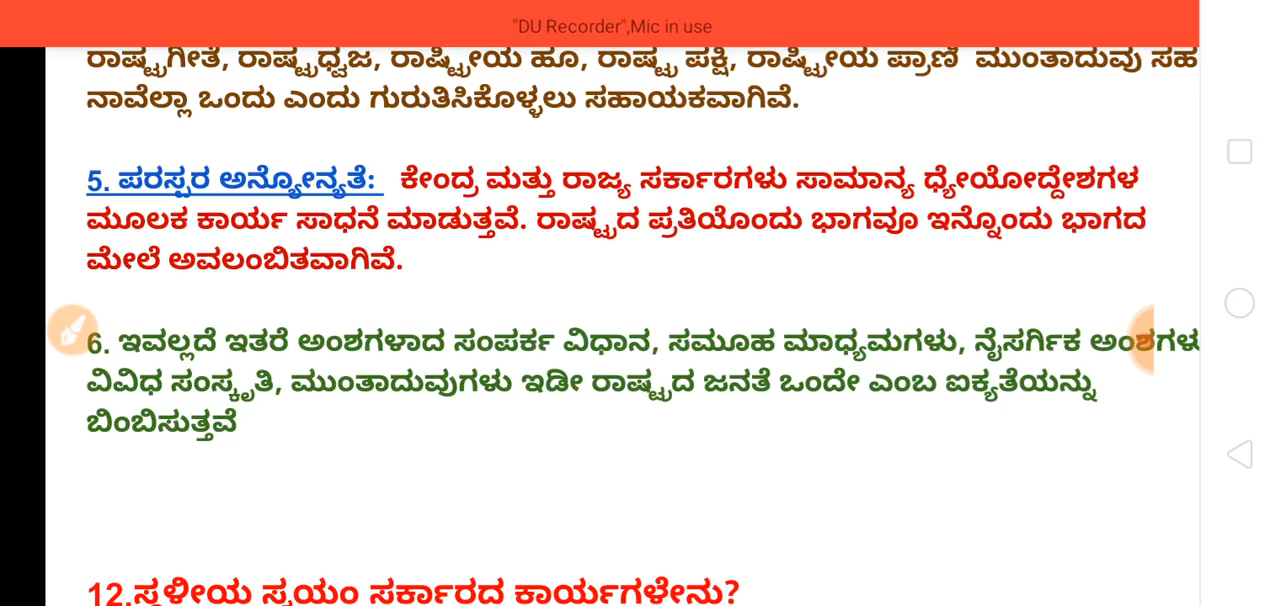 "DU Recorder",Mic in use
ರಾಷ್ಟ್ರಗೀತೆ, ರಾಷ್ಟ್ರಧ್ವಜ, ರಾಷ್ಟ್ರೀಯ ಹೂ, ರಾಷ್ಟ್ರ ಪಕ್ಷಿ, ರಾಷ್ಟ್ರೀಯ ಪ್ರಾಣಿ ಮುಂತಾದುವು ಸಹ
ನಾವೆಲ್ಲಾ ಒಂದು ಎಂದು ಗುರುತಿಸಿಕೊಳ್ಳಲು ಸಹಾಯಕವಾಗಿವೆ.
5. ಪರಸ್ಪರ ಅನ್ಯೋನ್ಯತೆ: ಕೇಂದ್ರ ಮತ್ತು ರಾಜ್ಯ ಸರ್ಕಾರಗಳು ಸಾಮಾನ್ಯ ಧ್ಯೇಯೋದ್ದೇಶಗಳ
ಮೂಲಕ ಕಾರ್ಯ ಸಾಧನೆ ಮಾಡುತ್ತವೆ. ರಾಷ್ಟ್ರದ ಪ್ರತಿಯೊಂದು ಭಾಗವೂ ಇನ್ನೊಂದು ಭಾಗದ
ಮೇಲೆ ಅವಲಂಬಿತವಾಗಿವೆ.
6. ಇವಲ್ಲದೆ ಇತರೆ ಅಂಶಗಳಾದ ಸಂಪರ್ಕ ವಿಧಾನ, ಸಮೂಹ ಮಾಧ್ಯಮಗಳು, ನೈಸರ್ಗಿಕ ಅಂಶಗಳು
ವಿವಿಧ ಸಂಸ್ಕೃತಿ, ಮುಂತಾದುವುಗಳು ಇಡೀ ರಾಷ್ಟ್ರದ ಜನತೆ ಒಂದೇ ಎಂಬ ಐಕ್ಯತೆಯನ್ನು
ಬಿಂಬಿಸುತ್ತವೆ
12.ಸ್ಥಳೀಯ ಸ್ವಯಂ ಸರ್ಕಾರದ ಕಾರ್ಯಗಳೇನು?